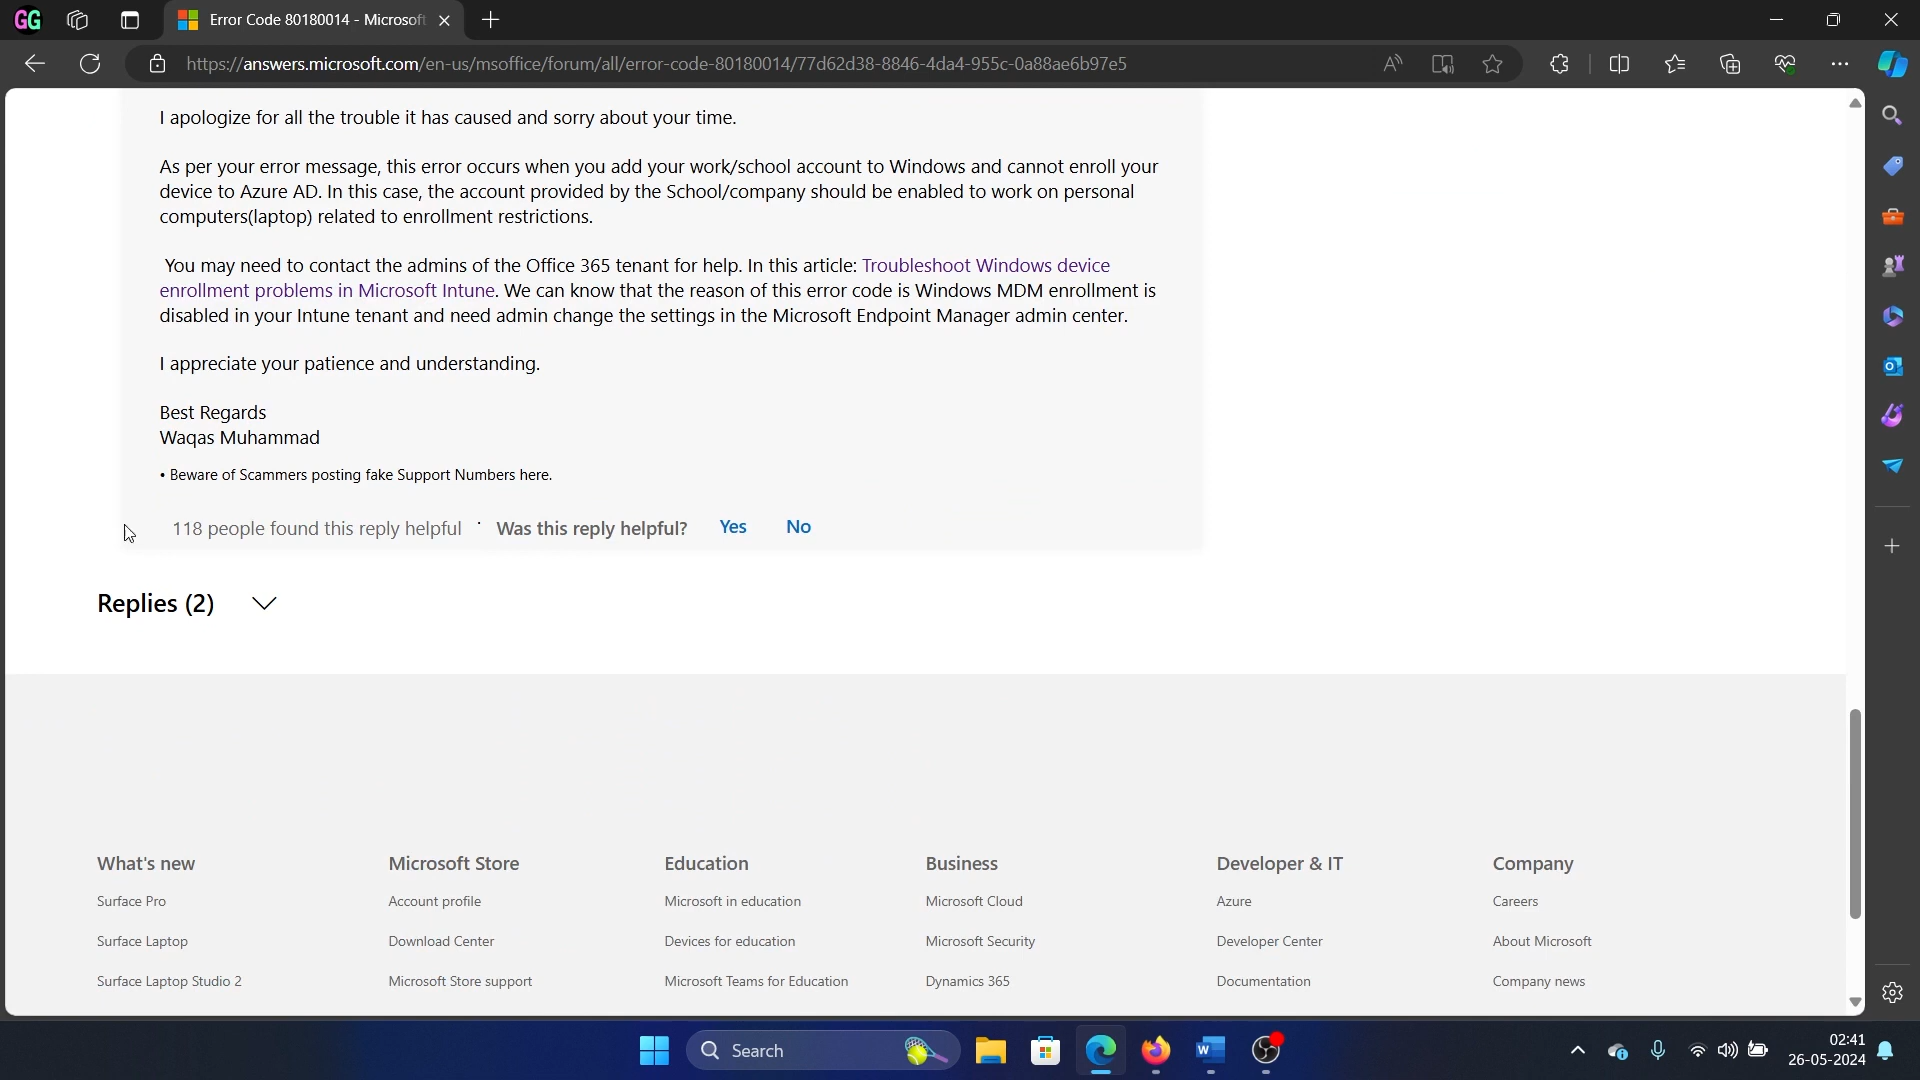 GG
Error Code 80180014 - Microsoft
https://answers.microsoft.com/en-us/msoffice/forum/all/error-code-80180014/77d62d38-8846-4da4-955c-0a88ae6b97e5
I apologize for all the trouble it has caused and sorry about your time.
As per your error message, this error occurs when you add your work/school account to Windows and cannot enroll your
device to Azure AD. In this case, the account provided by the School/company should be enabled to work on personal
computers(laptop) related to enrollment restrictions.
You may need to contact the admins of the Office 365 tenant for help. In this article: Troubleshoot Windows device
enrollment problems in Microsoft Intune. We can know that the reason of this error code is Windows MDM enrollment is
disabled in your Intune tenant and need admin change the settings in the Microsoft Endpoint Manager admin center.
I appreciate your patience and understanding.
Best Regards
Waqas Muhammad
• Beware of Scammers posting fake Support Numbers here.
118 people found this reply helpful · Was this reply helpful? Yes No
Replies (2)
What's new Microsoft Store Education Business Developer & IT Company
Surface Pro Account profile Microsoft in education Microsoft Cloud Azure Careers
Surface Laptop Download Center Devices for education Microsoft Security Developer Center About Microsoft
Surface Laptop Studio 2 Microsoft Store support Microsoft Teams for Education Dynamics 365 Documentation Company news
Search
02:41
26-05-2024